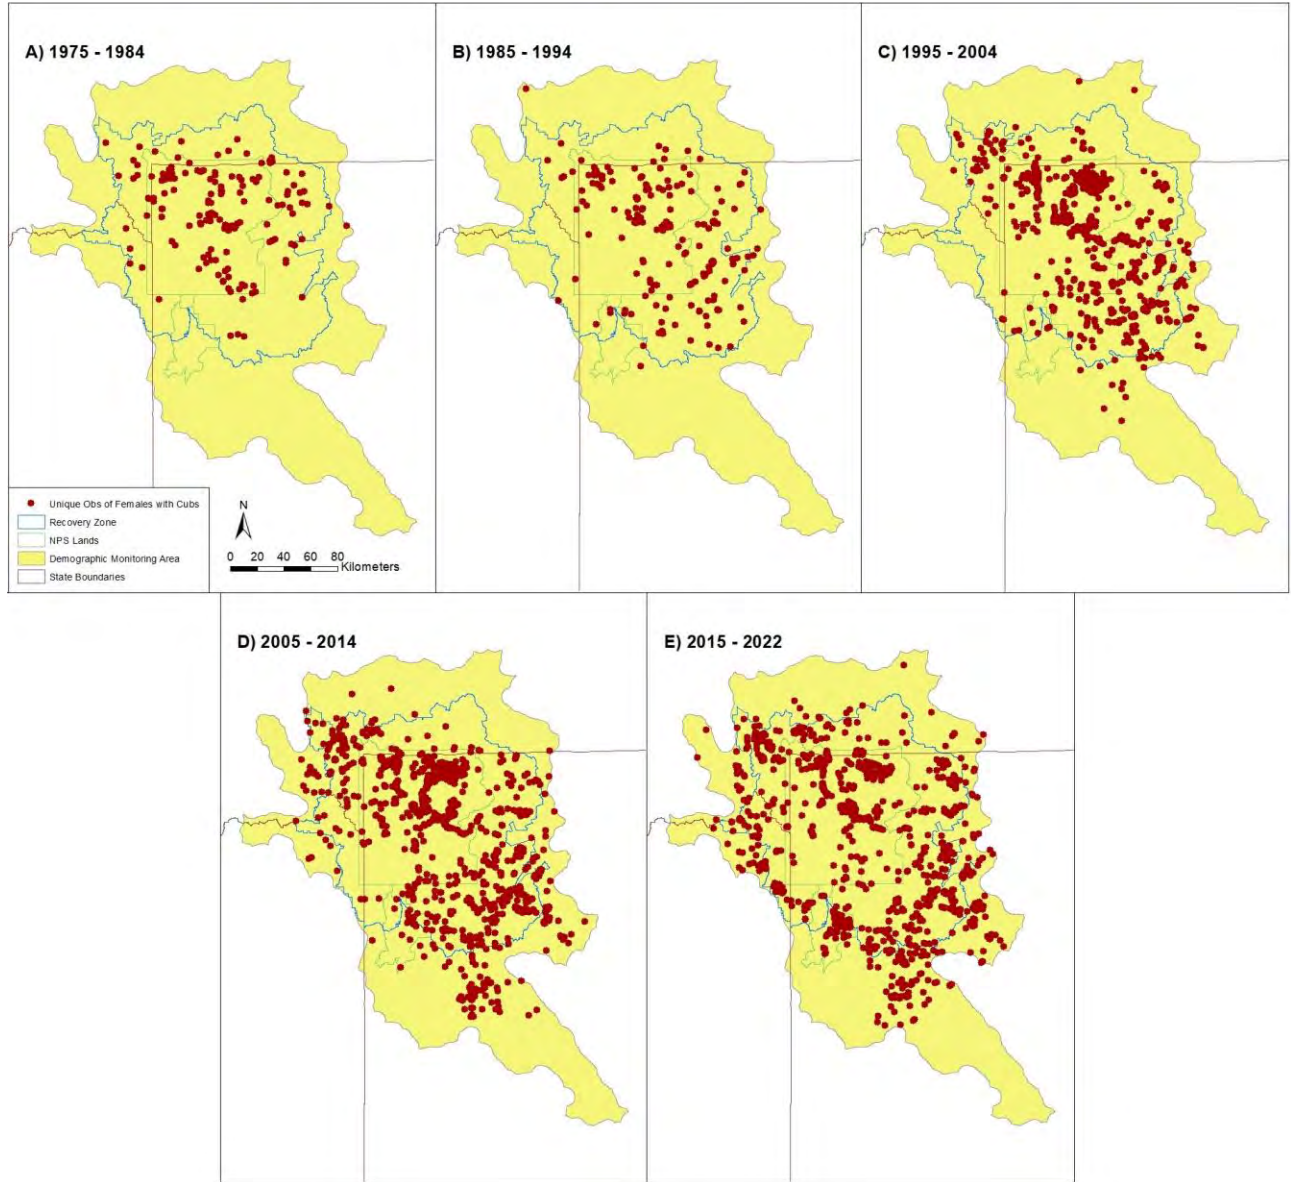 A) 1975 - 1984
B) 1985 - 1994
C) 1995 - 2004
Unique Obs of Females with Cubs
Recovery Zone
NPS Lands
Demographic Monitoring Area
State Boundaries
N
0 20 40 60 80
Kilometers
D) 2005 - 2014
E) 2015 - 2022